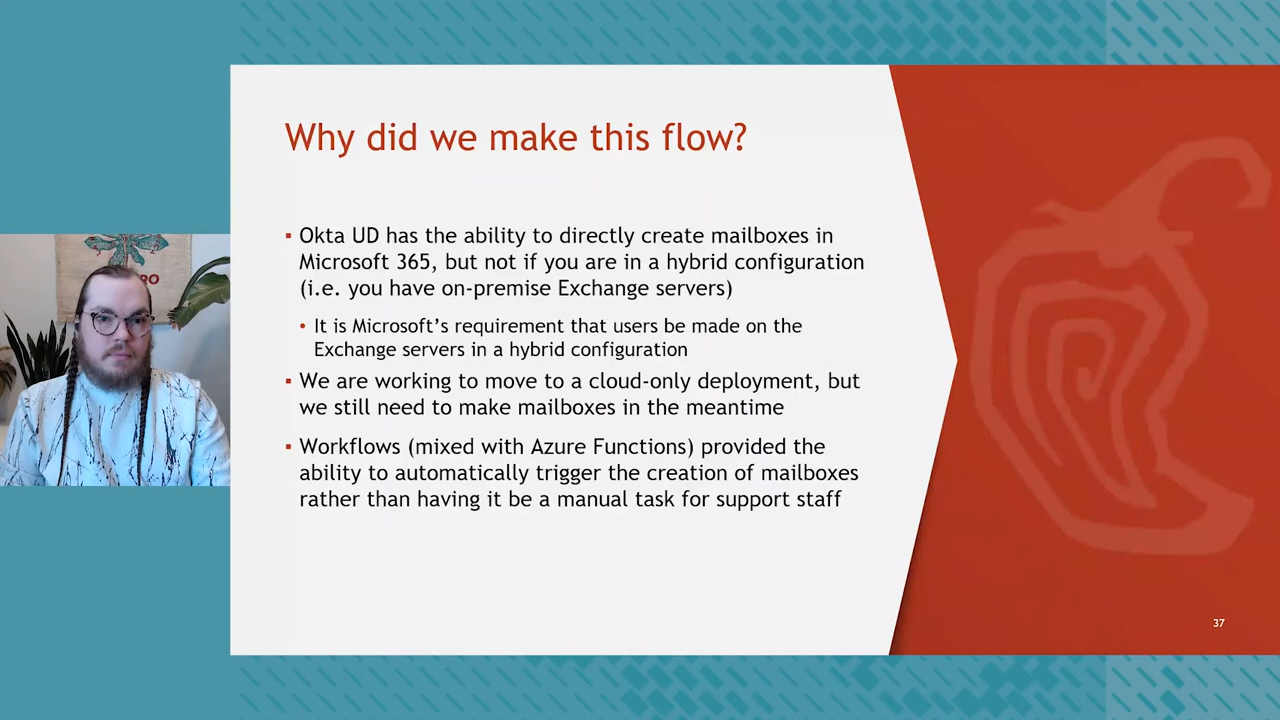 Why did we make this flow?
▪ Okta UD has the ability to directly create mailboxes in
Microsoft 365, but not if you are in a hybrid configuration
(i.e. you have on-premise Exchange servers)
• It is Microsoft’s requirement that users be made on the
Exchange servers in a hybrid configuration
▪ We are working to move to a cloud-only deployment, but
we still need to make mailboxes in the meantime
▪ Workflows (mixed with Azure Functions) provided the
ability to automatically trigger the creation of mailboxes
rather than having it be a manual task for support staff
37